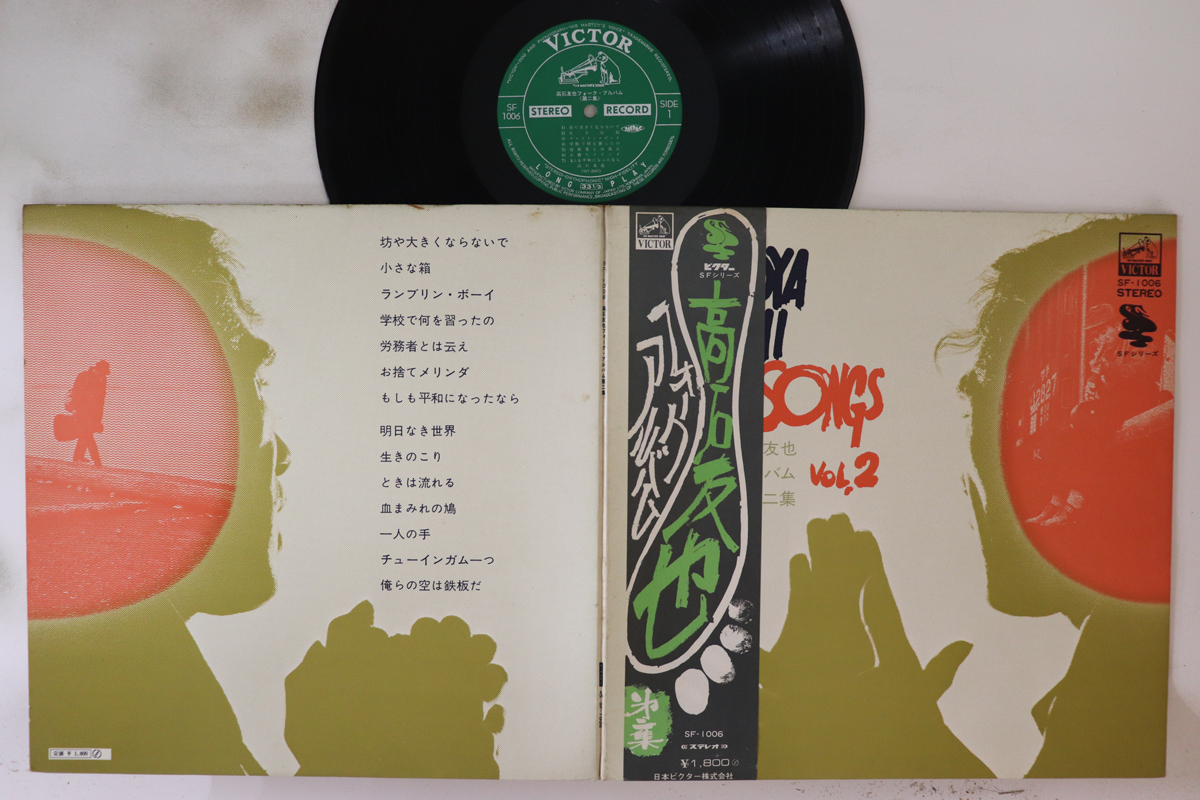 VICTOR
高石友也フォーク・アルバム
(第二集)
SF
1006
STEREO
RECORD
SIDE
1
LONG PLAY
33 1/3
坊や大きくならないで
小さな箱
ランブリン・ボーイ
学校で何を習ったの
労務者とは云え
お捨てメリンダ
もしも平和になったなら
明日なき世界
生きのこり
ときは流れる
血まみれの鳩
一人の手
チューインガム一つ
俺らの空は鉄板だ
定価 ¥1,800
VICTOR
ビクター
SFシリーズ
高石友也
フォーク・アルバム
第二集
SF-1006
《ステレオ》
¥1,800
日本ビクター株式会社
OYA
SONGS
VOL.2
友也
バム
二集
VICTOR
SF-1006
STEREO
SFシリーズ